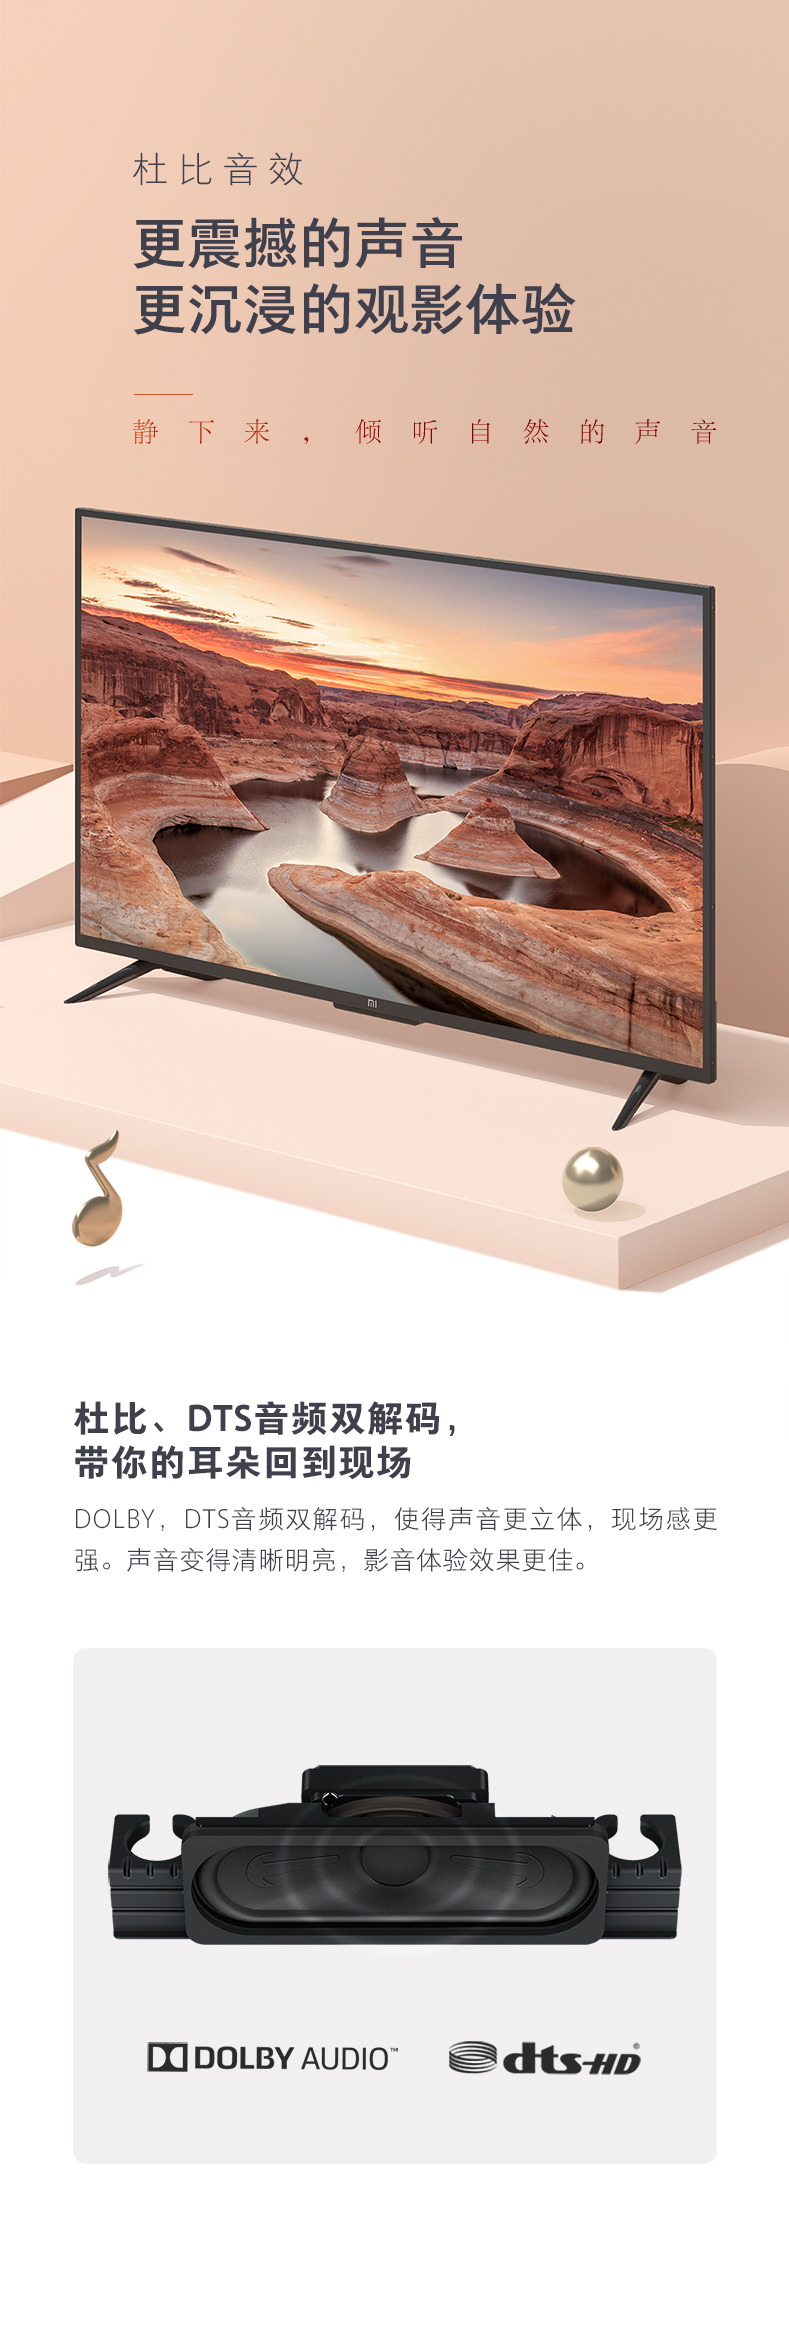 杜比音效
更震撼的声音
更沉浸的观影体验
静下来，倾听自然的声音
mi
杜比、DTS音频双解码，
带你的耳朵回到现场
DOLBY，DTS音频双解码，使得声音更立体，现场感更
强。声音变得清晰明亮，影音体验效果更佳。
DOLBY AUDIO™
dts-HD®